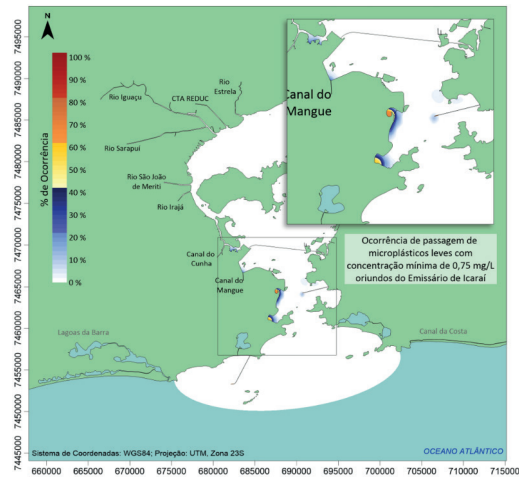 N
100 %
90 %
80 %
70 %
60 %
50 %
40 %
30 %
20 %
10 %
0 %
% de Ocorrência
Rio Iguaçu
CTA REDUC
Rio
Estrela
Rio Sarapuí
Rio São João
de Meriti
Rio Irajá
Canal do
Cunha
Canal do
Mangue
Canal do
Mangue
Ocorrência de passagem de
microplásticos leves com
concentração mínima de 0,75 mg/L
oriundos do Emissário de Icaraí
Lagoas da Barra
Canal da Costa
Sistema de Coordenadas: WGS84; Projeção: UTM, Zona 23S
OCEANO ATLÂNTICO
7495000
7490000
7485000
7480000
7475000
7470000
7465000
7460000
7455000
7450000
7445000
660000 665000 670000 675000 680000 685000 690000 695000 700000 705000 710000 715000